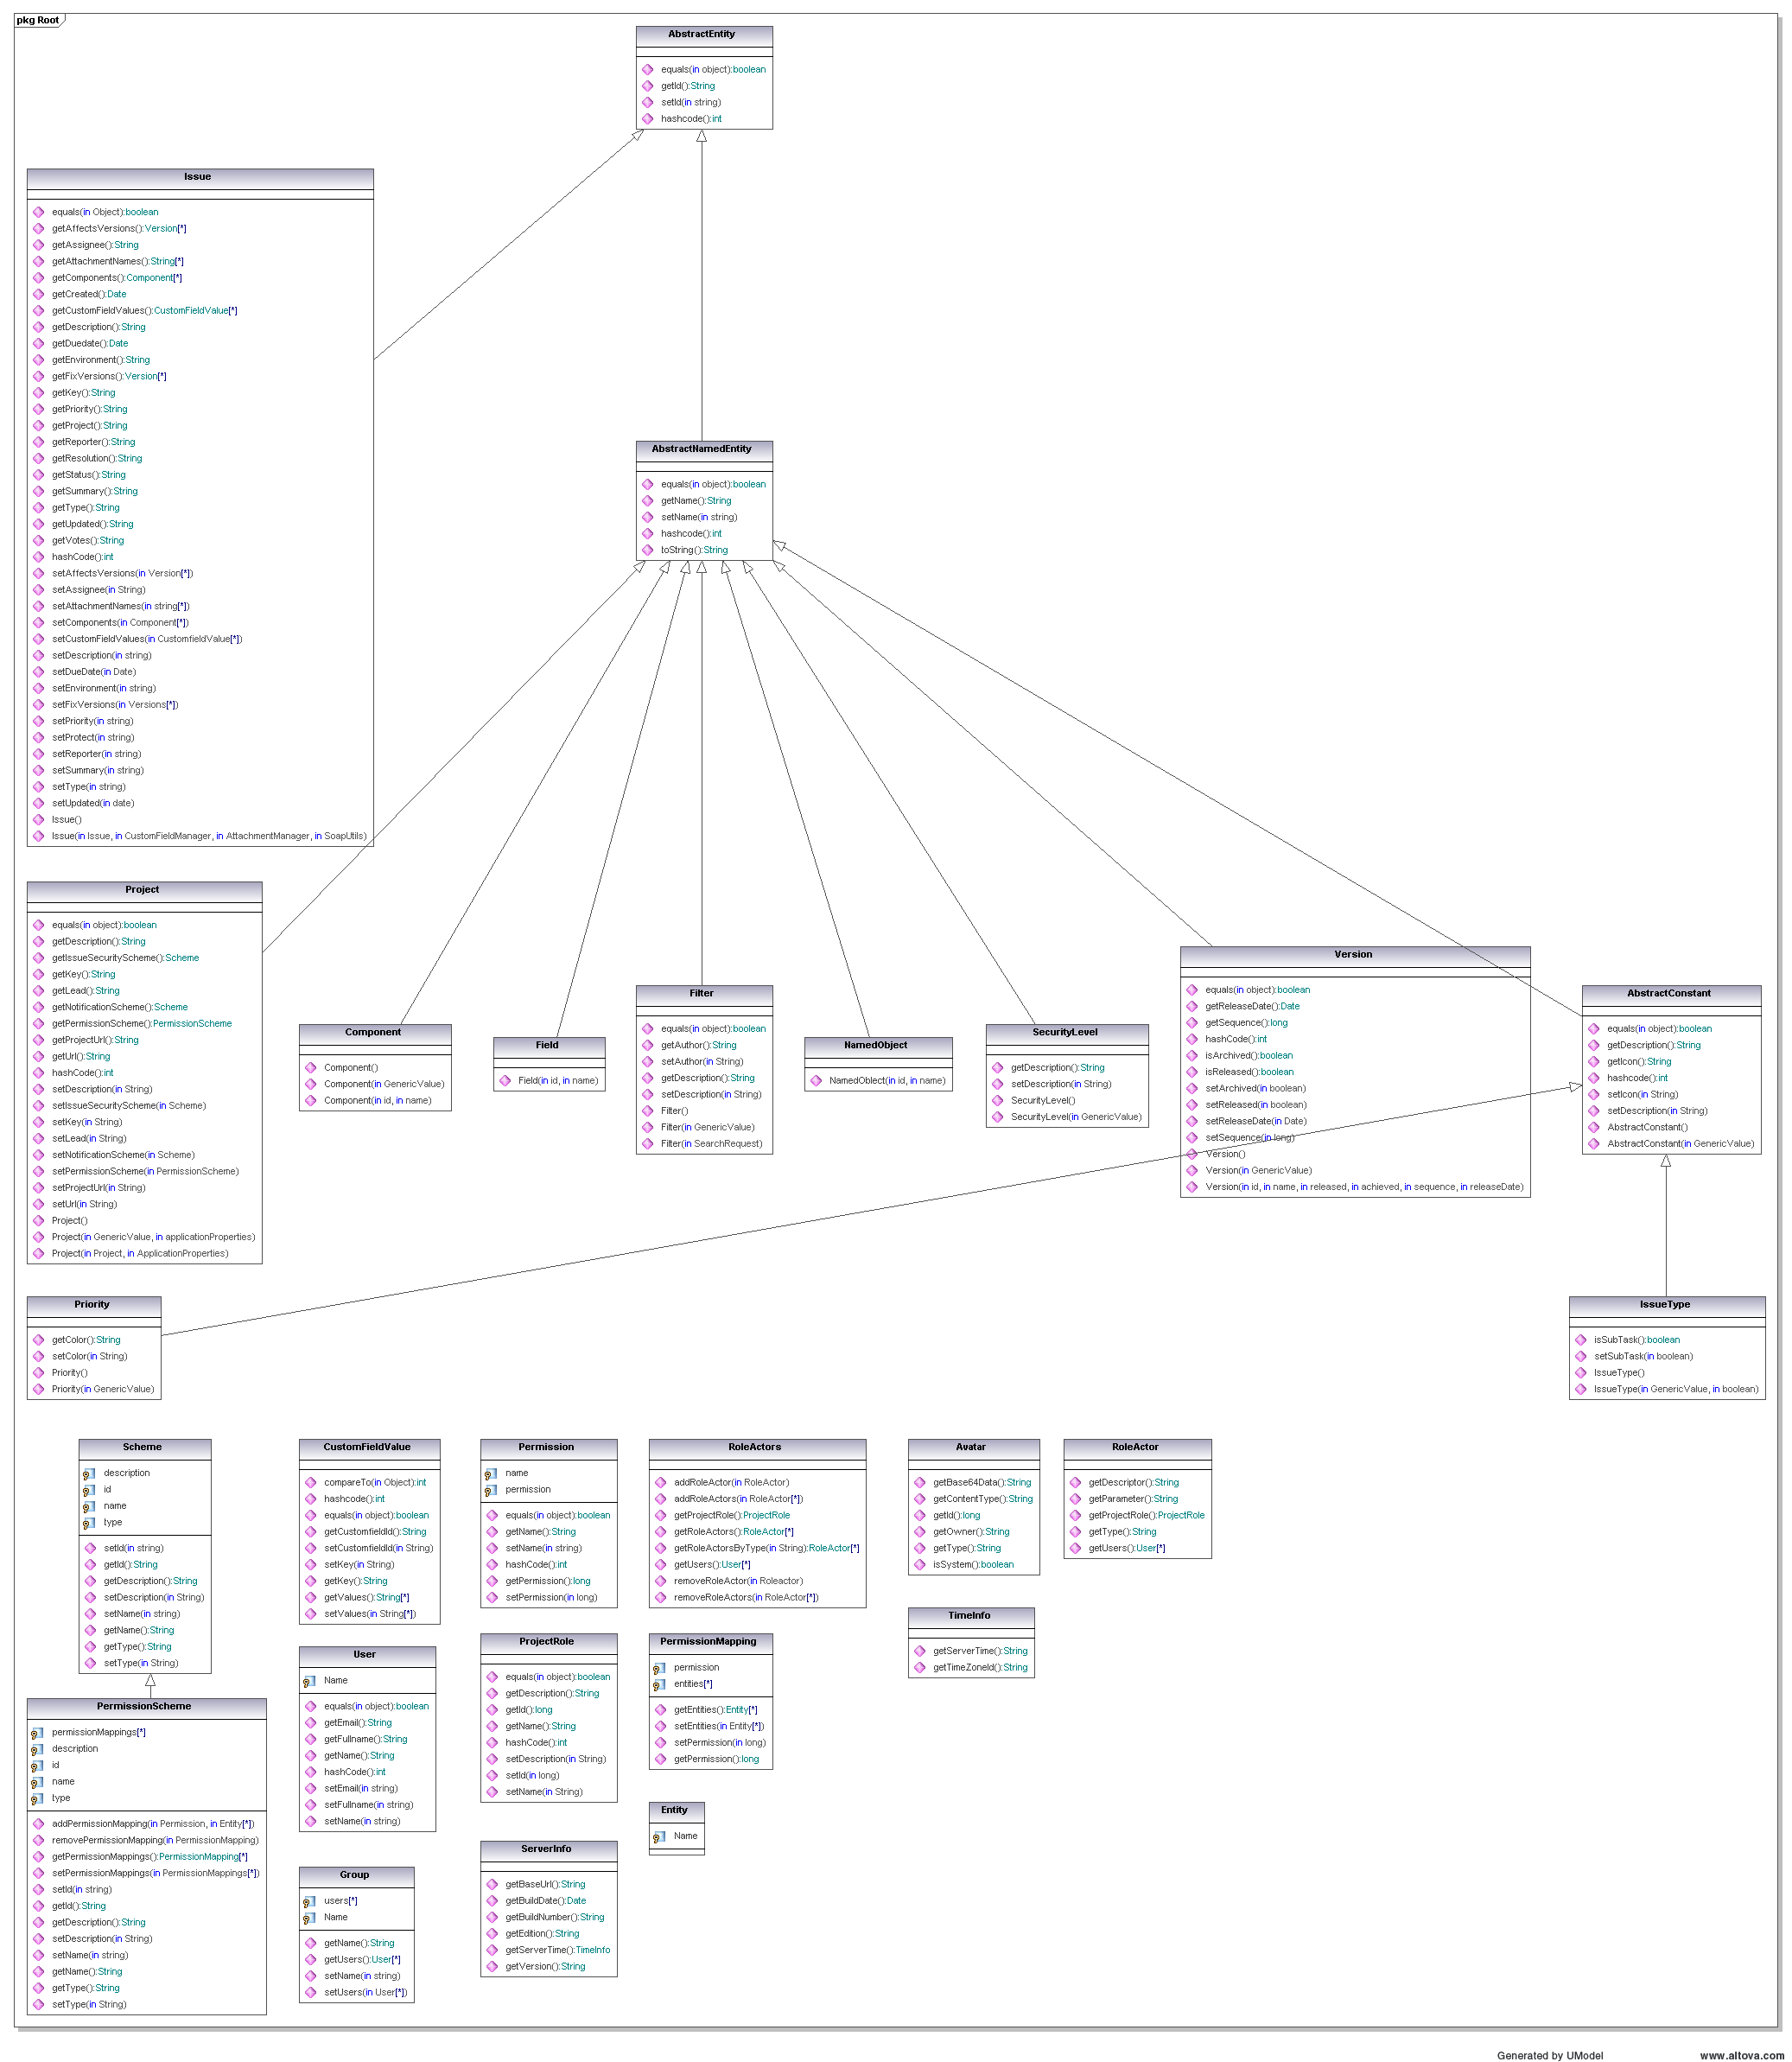 pkg Root
AbstractEntity
equals(in object):boolean
getId():String
setId(in string)
hashcode():int
Issue
equals(in Object):boolean
getAffectsVersions():Version[*]
getAssignee():String
getAttachmentNames():String[*]
getComponents():Component[*]
getCreated():Date
getCustomFieldValues():CustomFieldValue[*]
getDescription():String
getDuedate():Date
getEnvironment():String
getFixVersions():Version[*]
getKey():String
getPriority():String
getProject():String
getReporter():String
getResolution():String
getStatus():String
getSummary():String
getType():String
getUpdated():String
getVotes():String
hashCode():int
setAffectsVersions(in Version[*])
setAssignee(in String)
setAttachmentNames(in string[*])
setComponents(in Component[*])
setCustomFieldValues(in CustomfieldValue[*])
setDescription(in string)
setDueDate(in Date)
setEnvironment(in string)
setFixVersions(in Versions[*])
setPriority(in string)
setProtect(in string)
setReporter(in string)
setSummary(in string)
setType(in string)
setUpdated(in date)
Issue()
Issue(in Issue, in CustomFieldManager, in AttachmentManager, in SoapUtils)
AbstractNamedEntity
equals(in object):boolean
getName():String
setName(in string)
hashcode():int
toString():String
Project
equals(in object):boolean
getDescription():String
getIssueSecurityScheme():Scheme
getKey():String
getLead():String
getNotificationScheme():Scheme
getPermissionScheme():PermissionScheme
getProjectUrl():String
getUrl():String
hashCode():int
setDescription(in String)
setIssueSecurityScheme(in Scheme)
setKey(in String)
setLead(in String)
setNotificationScheme(in Scheme)
setPermissionScheme(in PermissionScheme)
setProjectUrl(in String)
setUrl(in String)
Project()
Project(in GenericValue, in applicationProperties)
Project(in Project, in ApplicationProperties)
Component
Component()
Component(in GenericValue)
Component(in id, in name)
Field
Field(in id, in name)
Filter
equals(in object):boolean
getAuthor():String
setAuthor(in String)
getDescription():String
setDescription(in String)
Filter()
Filter(in GenericValue)
Filter(in SearchRequest)
NamedObject
NamedOblect(in id, in name)
SecurityLevel
getDescription():String
setDescription(in String)
SecurityLevel()
SecurityLevel(in GenericValue)
Version
equals(in object):boolean
getReleaseDate():Date
getSequence():long
hashCode():int
isArchived():boolean
isReleased():boolean
setArchived(in boolean)
setReleased(in boolean)
setReleaseDate(in Date)
setSequence(in long)
Version()
Version(in GenericValue)
Version(in id, in name, in released, in achieved, in sequence, in releaseDate)
AbstractConstant
equals(in object):boolean
getDescription():String
getIcon():String
hashcode():int
setIcon(in String)
setDescription(in String)
AbstractConstant()
AbstractConstant(in GenericValue)
Priority
getColor():String
setColor(in String)
Priority()
Priority(in GenericValue)
IssueType
isSubTask():boolean
setSubTask(in boolean)
IssueType()
IssueType(in GenericValue, in boolean)
Scheme
description
id
name
type
setId(in string)
getId():String
getDescription():String
setDescription(in String)
setName(in string)
getName():String
getType():String
setType(in String)
PermissionScheme
permissionMappings[*]
description
id
name
type
addPermissionMapping(in Permission, in Entity[*])
removePermissionMapping(in PermissionMapping)
getPermissionMappings():PermissionMapping[*]
setPermissionMappings(in PermissionMappings[*])
setId(in string)
getId():String
getDescription():String
setDescription(in String)
setName(in string)
getName():String
getType():String
setType(in String)
CustomFieldValue
compareTo(in Object):int
hashcode():int
equals(in object):boolean
getCustomfieldId():String
setCustomfieldId(in String)
setKey(in String)
getKey():String
getValues():String[*]
setValues(in String[*])
User
Name
equals(in object):boolean
getEmail():String
getFullname():String
getName():String
hashCode():int
setEmail(in string)
setFullname(in string)
setName(in string)
Group
users[*]
Name
getName():String
getUsers():User[*]
setName(in string)
setUsers(in User[*])
Permission
name
permission
equals(in object):boolean
getName():String
setName(in string)
hashCode():int
getPermission():long
setPermission(in long)
ProjectRole
equals(in object):boolean
getDescription():String
getId():long
getName():String
hashCode():int
setDescription(in String)
setId(in long)
setName(in String)
ServerInfo
getBaseUrl():String
getBuildDate():Date
getBuildNumber():String
getEdition():String
getServerTime():TimeInfo
getVersion():String
RoleActors
addRoleActor(in RoleActor)
addRoleActors(in RoleActor[*])
getProjectRole():ProjectRole
getRoleActors():RoleActor[*]
getRoleActorsByType(in String):RoleActor[*]
getUsers():User[*]
removeRoleActor(in Roleactor)
removeRoleActors(in RoleActor[*])
PermissionMapping
permission
entities[*]
getEntities():Entity[*]
setEntities(in Entity[*])
setPermission(in long)
getPermission():long
Entity
Name
Avatar
getBase64Data():String
getContentType():String
getId():long
getOwner():String
getType():String
isSystem():boolean
TimeInfo
getServerTime():String
getTimeZoneId():String
RoleActor
getDescriptor():String
getParameter():String
getProjectRole():ProjectRole
getType():String
getUsers():User[*]
Generated by UModel
www.altova.com